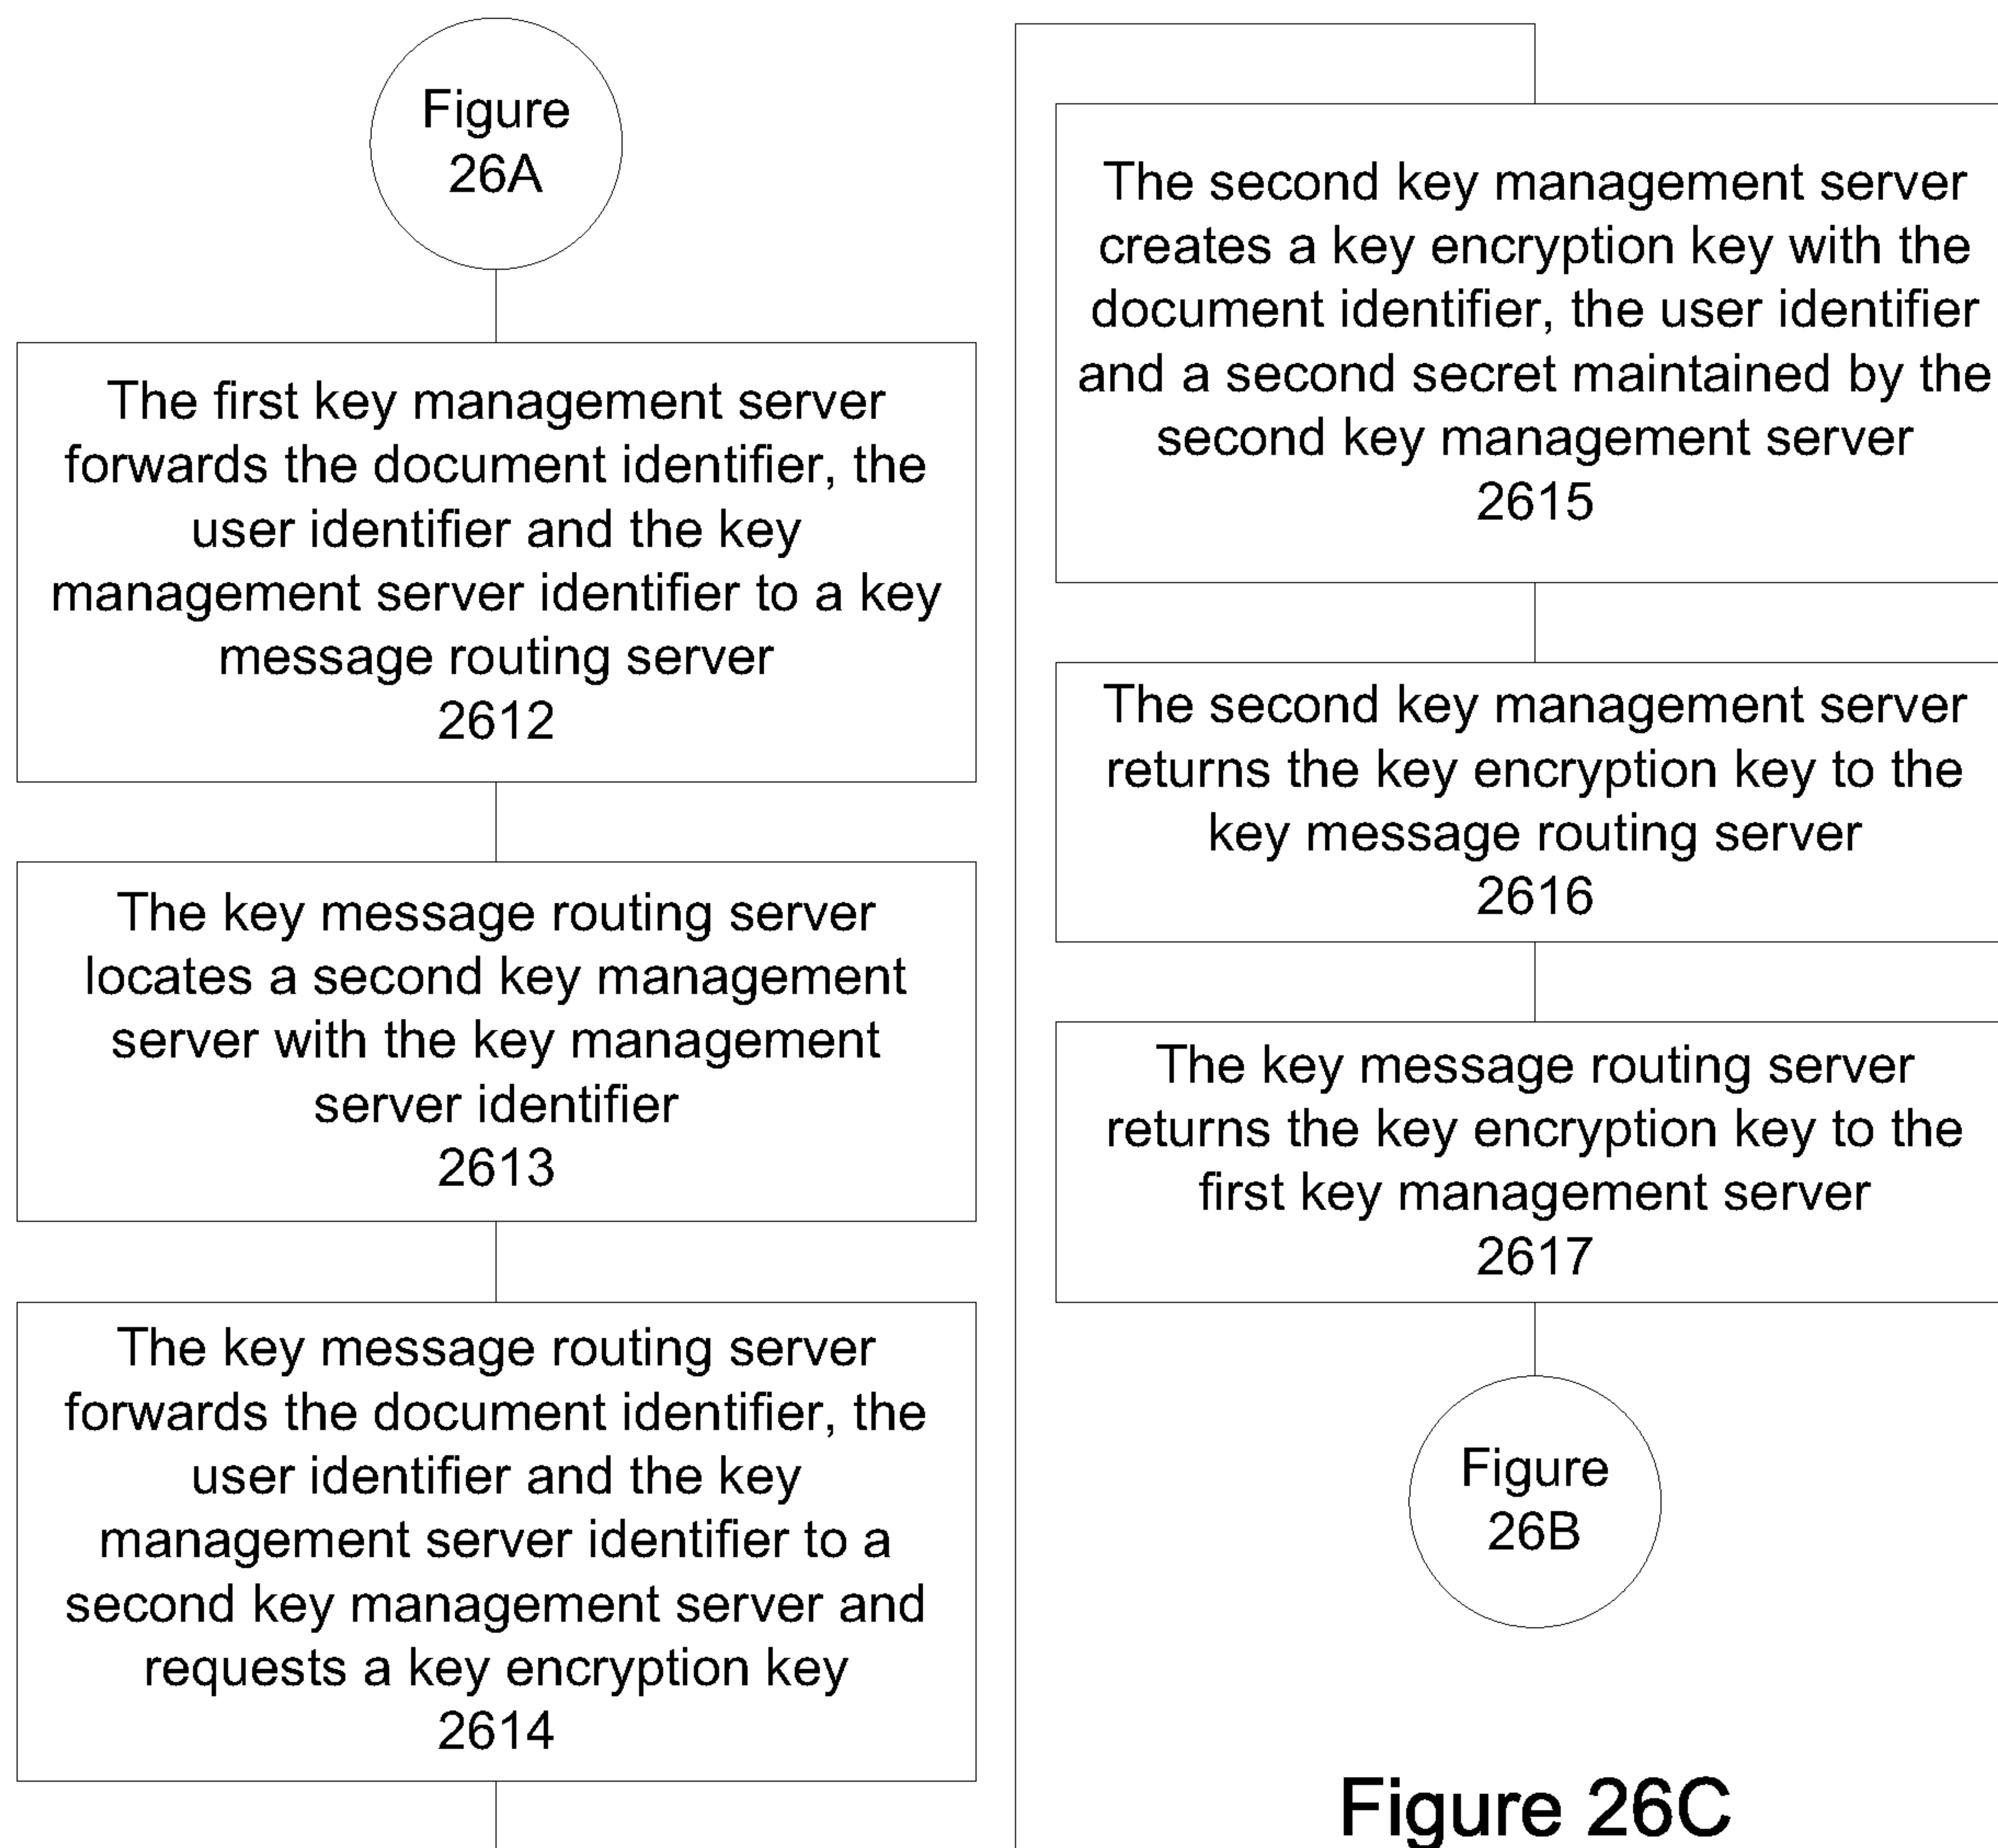 Figure
26A
The first key management server
forwards the document identifier, the
user identifier and the key
management server identifier to a key
message routing server
2612
The key message routing server
locates a second key management
server with the key management
server identifier
2613
The key message routing server
forwards the document identifier, the
user identifier and the key
management server identifier to a
second key management server and
requests a key encryption key
2614
The second key management server
creates a key encryption key with the
document identifier, the user identifier
and a second secret maintained by the
second key management server
2615
The second key management server
returns the key encryption key to the
key message routing server
2616
The key message routing server
returns the key encryption key to the
first key management server
2617
Figure
26B
Figure 26C